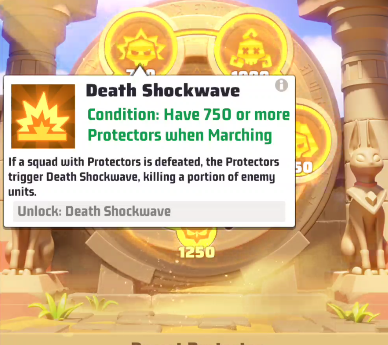 Death Shockwave
Condition: Have 750 or more
Protectors when Marching
If a squad with Protectors is defeated, the Protectors
trigger Death Shockwave, killing a portion of enemy
units.
Unlock: Death Shockwave
1250